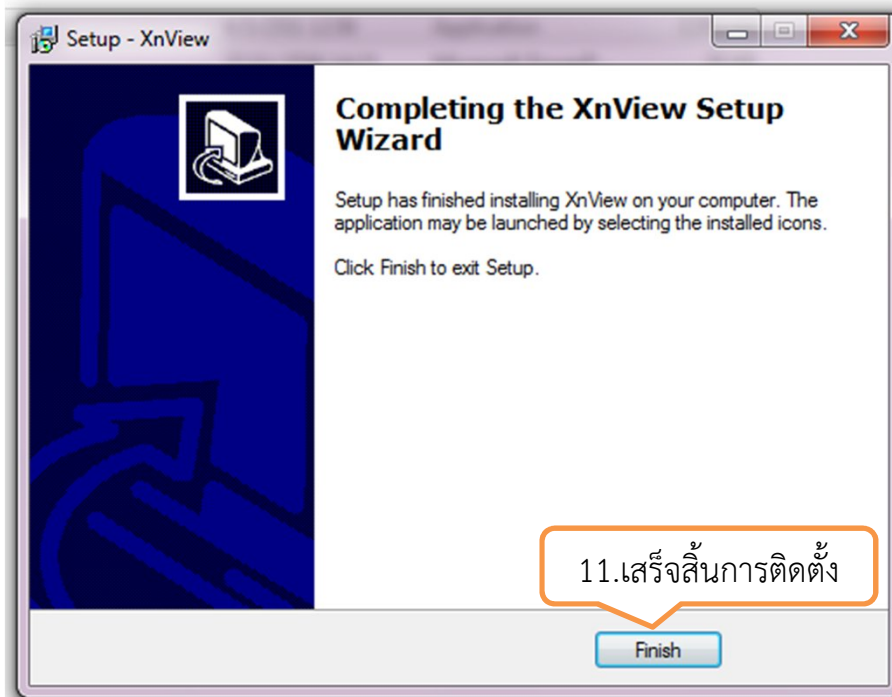 Setup - XnView
Completing the XnView Setup
Wizard
Setup has finished installing XnView on your computer. The
application may be launched by selecting the installed icons.
Click Finish to exit Setup.
11.เสร็จสิ้นการติดตั้ง
Finish